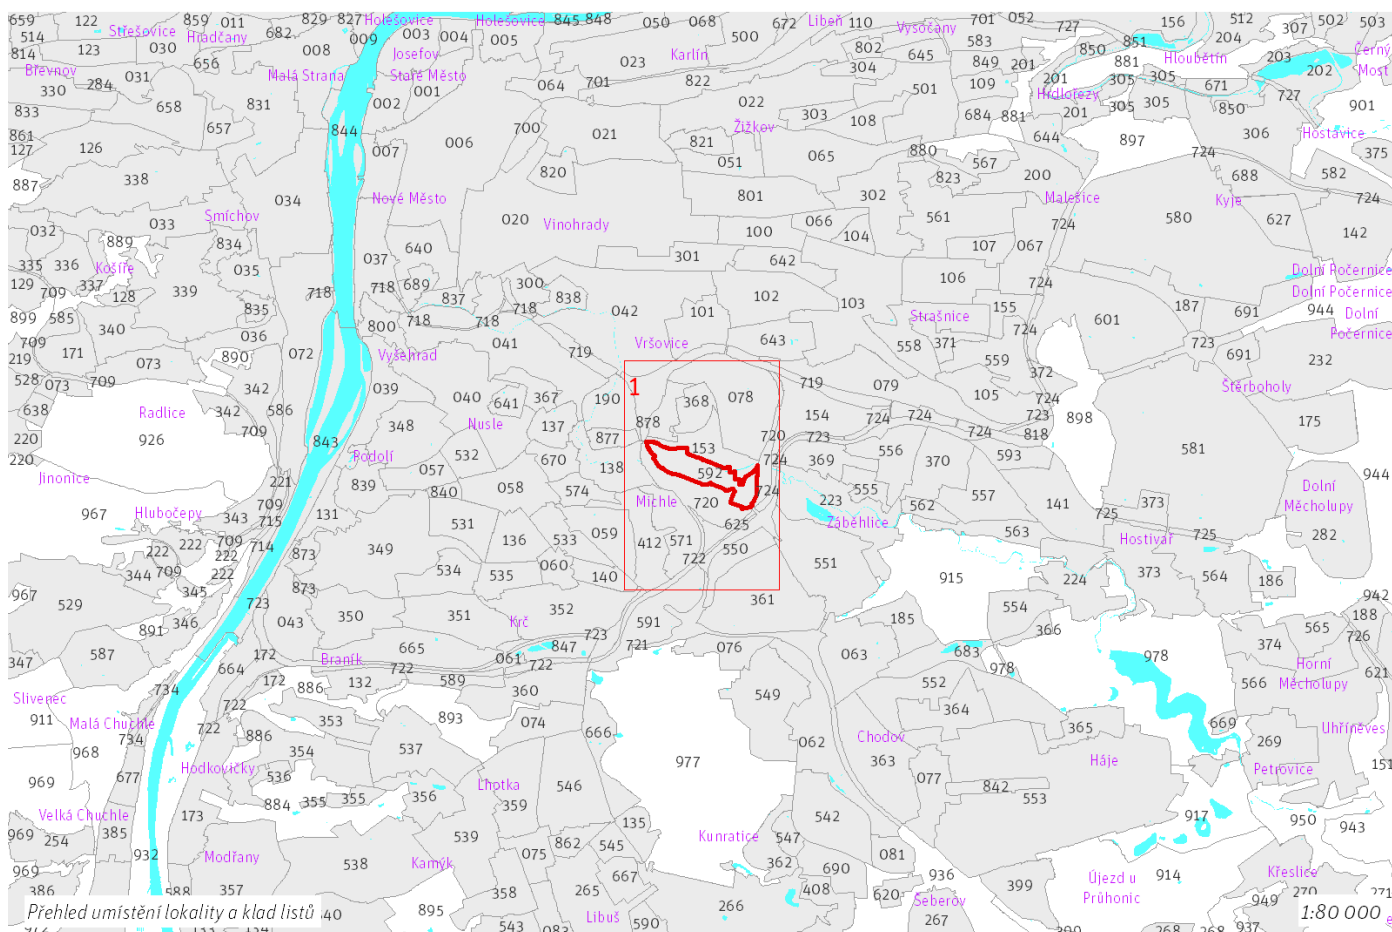 659 122 Střešovice 859 011 829 827 Holešovice Holešovice 845 848 050 068 672 Libeň 110 Vysočany 701 052 727 156 512 307 502 503
514 Hradčany 682 009 003 004 005 500 802 645 583 850 851 204
814 123 030 008 Josefov Karlín 304 849 881 Hloubětín 203 Černý
Břevnov 656 Malá Strana Staré Město 023 822 201 202 Most
330 284 031 001 064 701 501 109 201 305 305 671 727
833 658 831 002 022 Hrdlořezy 305 305 850 901
861 657 844 700 021 Žižkov 303 108 684 881 201 306 Hostavice
127 126 007 006 821 065 880 644 897 724 375
887 338 820 051 567 688 582
034 Nové Město 801 302 823 200 Malešice Kyje 724
032 033 Smíchov 020 Vinohrady 066 561 724 580 627 142
889 834 640 100 104 107 067
335 336 Košíře 035 037 301 642 724 Dolní Počernice
129 337 339 718 718 689 300 106 Dolní Počernice
709 128 837 838 102 103 155 187 691 944 Dolní
899 585 835 800 718 718 718 042 101 Strašnice 601 Počernice
709 340 036 041 643 558 371 724 723
219 171 073 890 072 Vyšehrad 719 Vršovice 559 691 232
528 073 709 342 039 1 719 079 372 Štěrboholy
638 Radlice 342 586 040 641 367 190 368 078 105 724
220 926 709 348 Nusle 137 878 154 724 724 723 898 175
220 843 877 153 720 723 724 818 581
Jinonice Podolí 532 670 138 592 724 369 556 370 593 944
221 057 574 Michle 720 724 555 557 Dolní
967 Hlubočepy 709 839 840 058 223 562 141 373 Měcholupy
222 343 715 131 531 059 625 Záběhlice 725 282
222 709 714 349 136 533 412 571 563 Hostivař 725
344 709 222 873 534 535 060 722 550 551 915 224 373 564 186
967 529 345 222 873 140
891 346 723 350 351 352 361 185 554 942
347 587 043 Krč 591 366 374 565 188
172 665 847 723 721 076 063 683 978 978 726
Slivenec 664 Braník 722 061 722 552 566 Horní 621
734 172 886 132 589 360 549 364 Měcholupy
911 Malá Chuchle 722 353 893 074 666 365 669 Uhříněves
734 886 354 537 062 Chodov 269
968 Hodkovičky 977 363 Háje Petrovice 151
969 677 536 Lhotka 546 077 842
Velká Chuchle 884 355 355 356 359 553
969 385 173 135 542 917 950 943
254 932 539 862 545 Kunratice 547
969 Modřany 538 Kamýk 075 667 362 690 081 936 Újezd u 914 Křeslice
386 588 357 358 265 408 620 399 Průhonic 270 271
Přehled umístění lokality a klad listů 895 543 Libuš 590 266 Šeberov 267 949 1:80 000